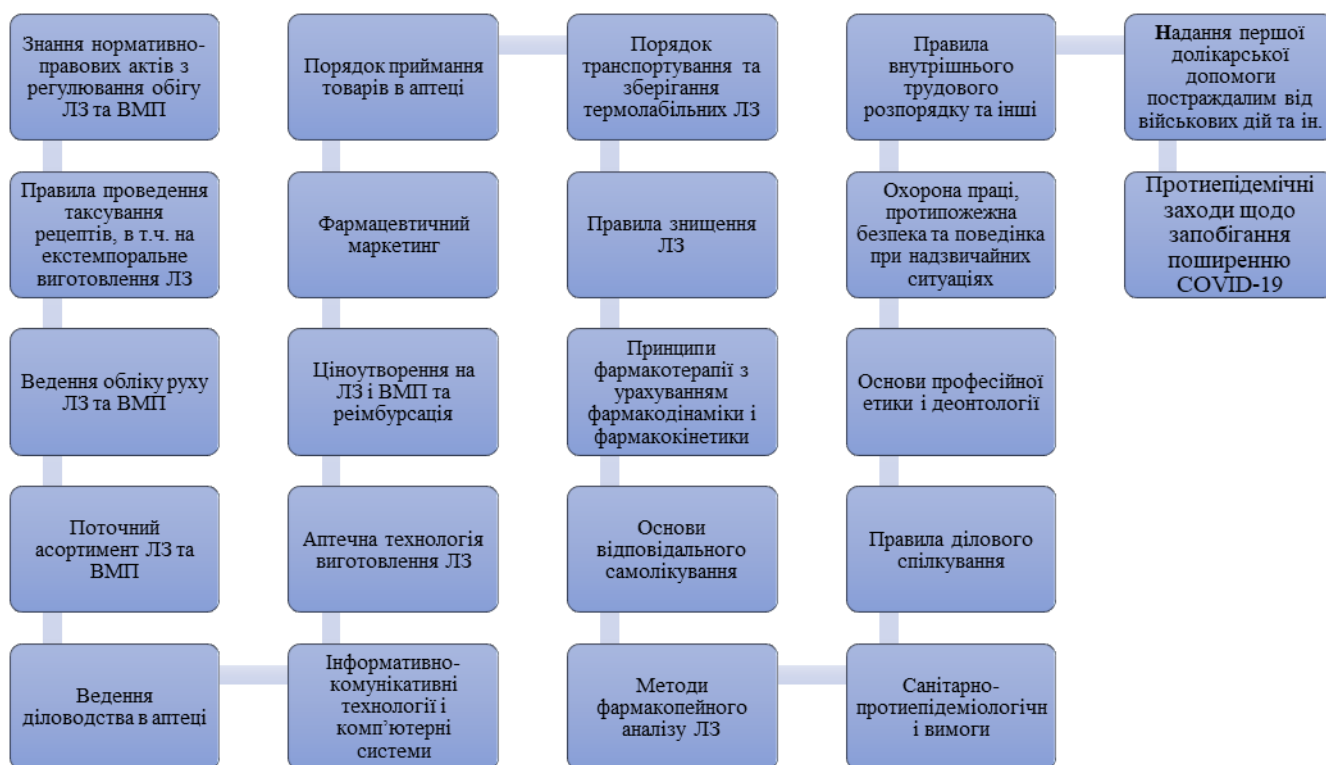 Знання нормативно-
правових актів з
регулювання обігу
ЛЗ та ВМП
Правила проведення
таксування
рецептів, в т.ч. на
екстемпоральне
виготовлення ЛЗ
Ведення обліку руху
ЛЗ та ВМП
Поточний
асортимент ЛЗ та
ВМП
Ведення
діловодства в аптеці
Інформативно-
комунікативні
технології і
комп’ютерні
системи
Аптечна технологія
виготовлення ЛЗ
Ціноутворення на
ЛЗ і ВМП та
реімбурсація
Фармацевтичний
маркетинг
Порядок приймання
товарів в аптеці
Порядок
транспортування та
зберігання
термолабільних ЛЗ
Правила знищення
ЛЗ
Принципи
фармакотерапії з
урахуванням
фармакодінаміки і
фармакокінетики
Основи
відповідального
самолікування
Методи
фармакопейного
аналізу ЛЗ
Санітарно-
протиепідеміологічн
і вимоги
Правила ділового
спілкування
Основи професійної
етики і деонтології
Охорона праці,
протипожежна
безпека та поведінка
при надзвичайних
ситуаціях
Правила
внутрішнього
трудового
розпорядку та інші
Надання першої
долікарської
допомоги
постраждалим від
військових дій та ін.
Протиепідемічні
заходи щодо
запобігання
поширенню
COVID-19